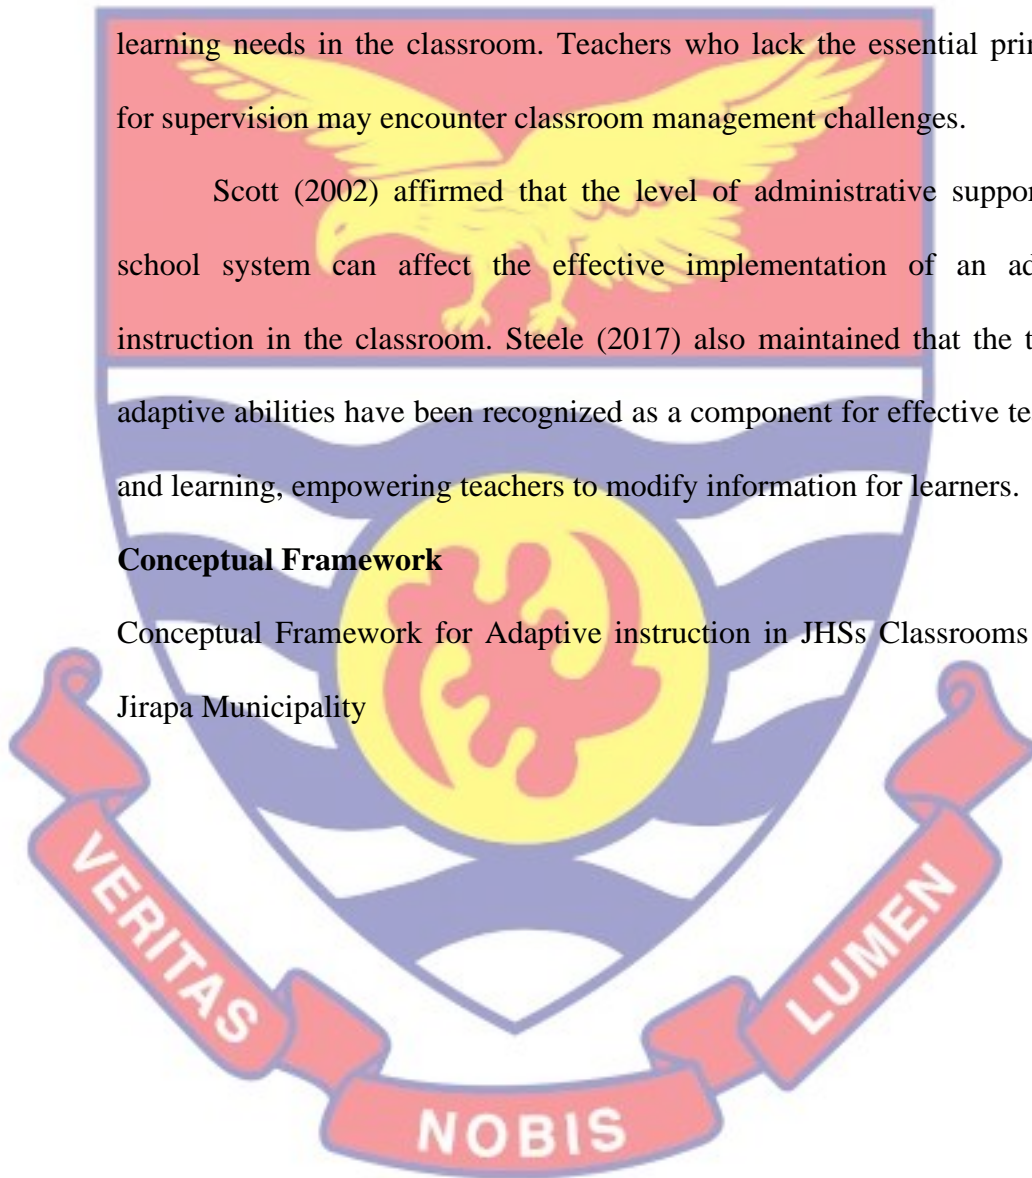 learning needs in the classroom. Teachers who lack the essential prin
for supervision may encounter classroom management challenges.
Scott (2002) affirmed that the level of administrative suppor
school system can affect the effective implementation of an ad
instruction in the classroom. Steele (2017) also maintained that the t
adaptive abilities have been recognized as a component for effective te
and learning, empowering teachers to modify information for learners.
Conceptual Framework
Conceptual Framework for Adaptive instruction in JHSs Classrooms
Jirapa Municipality
VERITAS
NOBIS
LUMEN